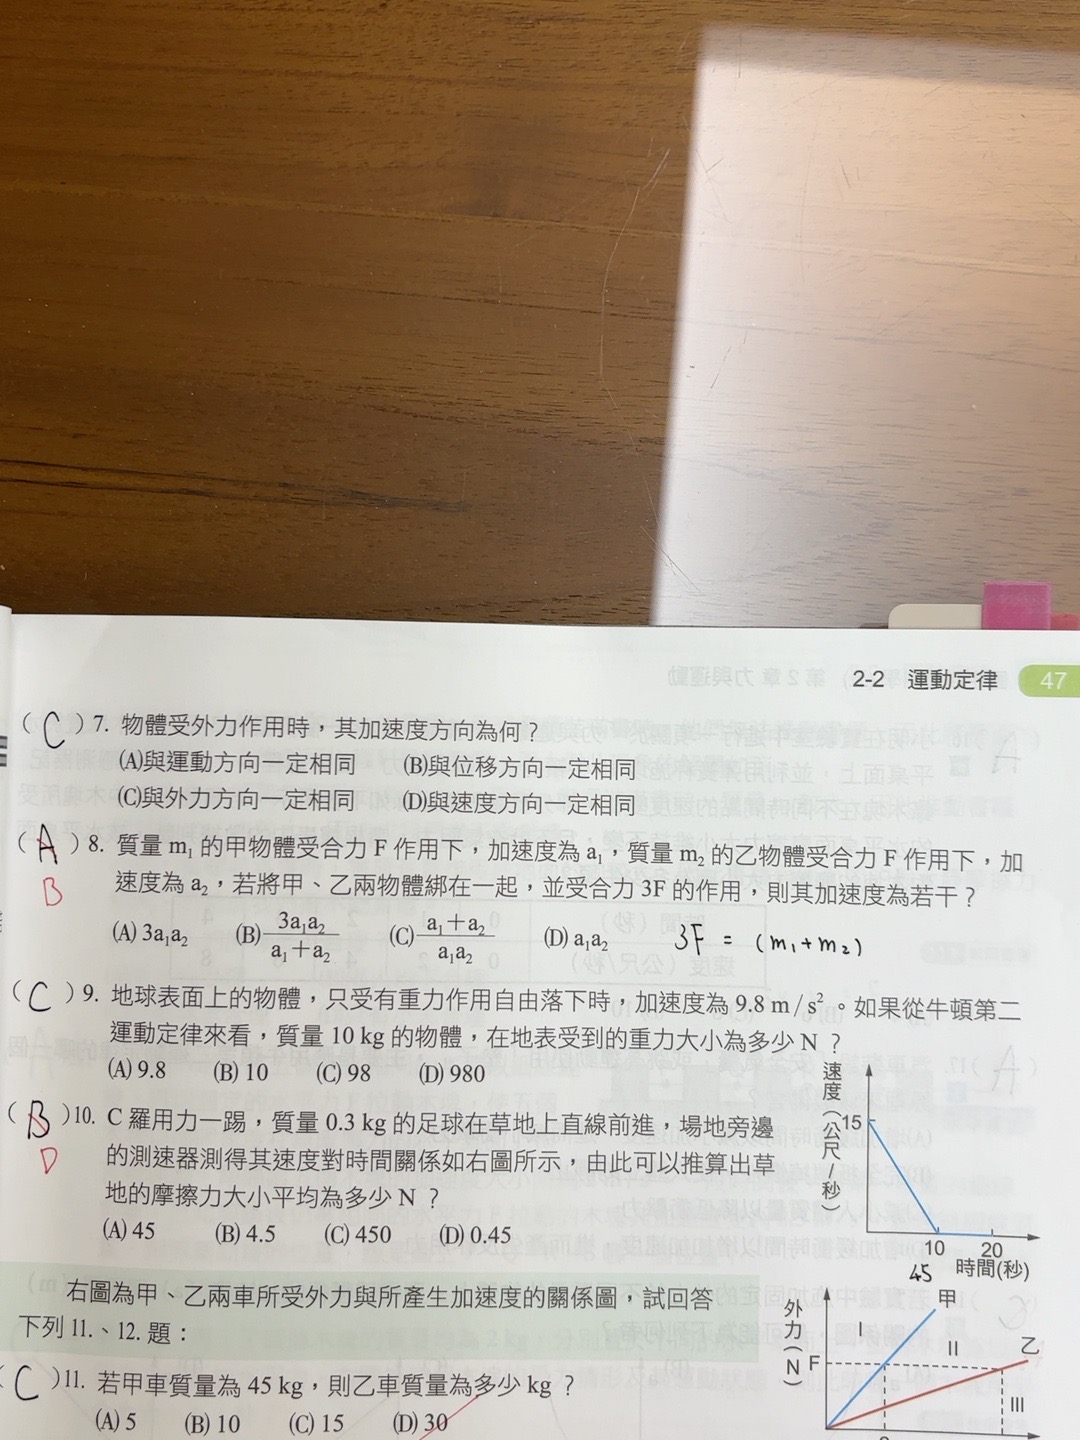 2-2 運動定律 47
( C ) 7. 物體受外力作用時，其加速度方向為何？
(A)與運動方向一定相同 (B)與位移方向一定相同
(C)與外力方向一定相同 (D)與速度方向一定相同
( A ) 8. 質量 m₁ 的甲物體受合力 F 作用下，加速度為 a₁，質量 m₂ 的乙物體受合力 F 作用下，加
B 速度為 a₂，若將甲、乙兩物體綁在一起，並受合力 3F 的作用，則其加速度為若干？
(A) 3a₁a₂ (B) 3a₁a₂/a₁＋a₂ (C) a₁＋a₂/a₁a₂ (D) a₁a₂ 3F = (m₁+m₂)
( C ) 9. 地球表面上的物體，只受有重力作用自由落下時，加速度為 9.8 m/s²。如果從牛頓第二
運動定律來看，質量 10 kg 的物體，在地表受到的重力大小為多少 N？
(A) 9.8 (B) 10 (C) 98 (D) 980
( B )10. C 羅用力一踢，質量 0.3 kg 的足球在草地上直線前進，場地旁邊
D 的測速器測得其速度對時間關係如右圖所示，由此可以推算出草
地的摩擦力大小平均為多少 N？
(A) 45 (B) 4.5 (C) 450 (D) 0.45
速度(公尺/秒)
15
10 20
45 時間(秒)
右圖為甲、乙兩車所受外力與所產生加速度的關係圖，試回答
下列 11.、12. 題：
外力(N)
甲
I II 乙
F
III
( C )11. 若甲車質量為 45 kg，則乙車質量為多少 kg？
(A) 5 (B) 10 (C) 15 (D) 30